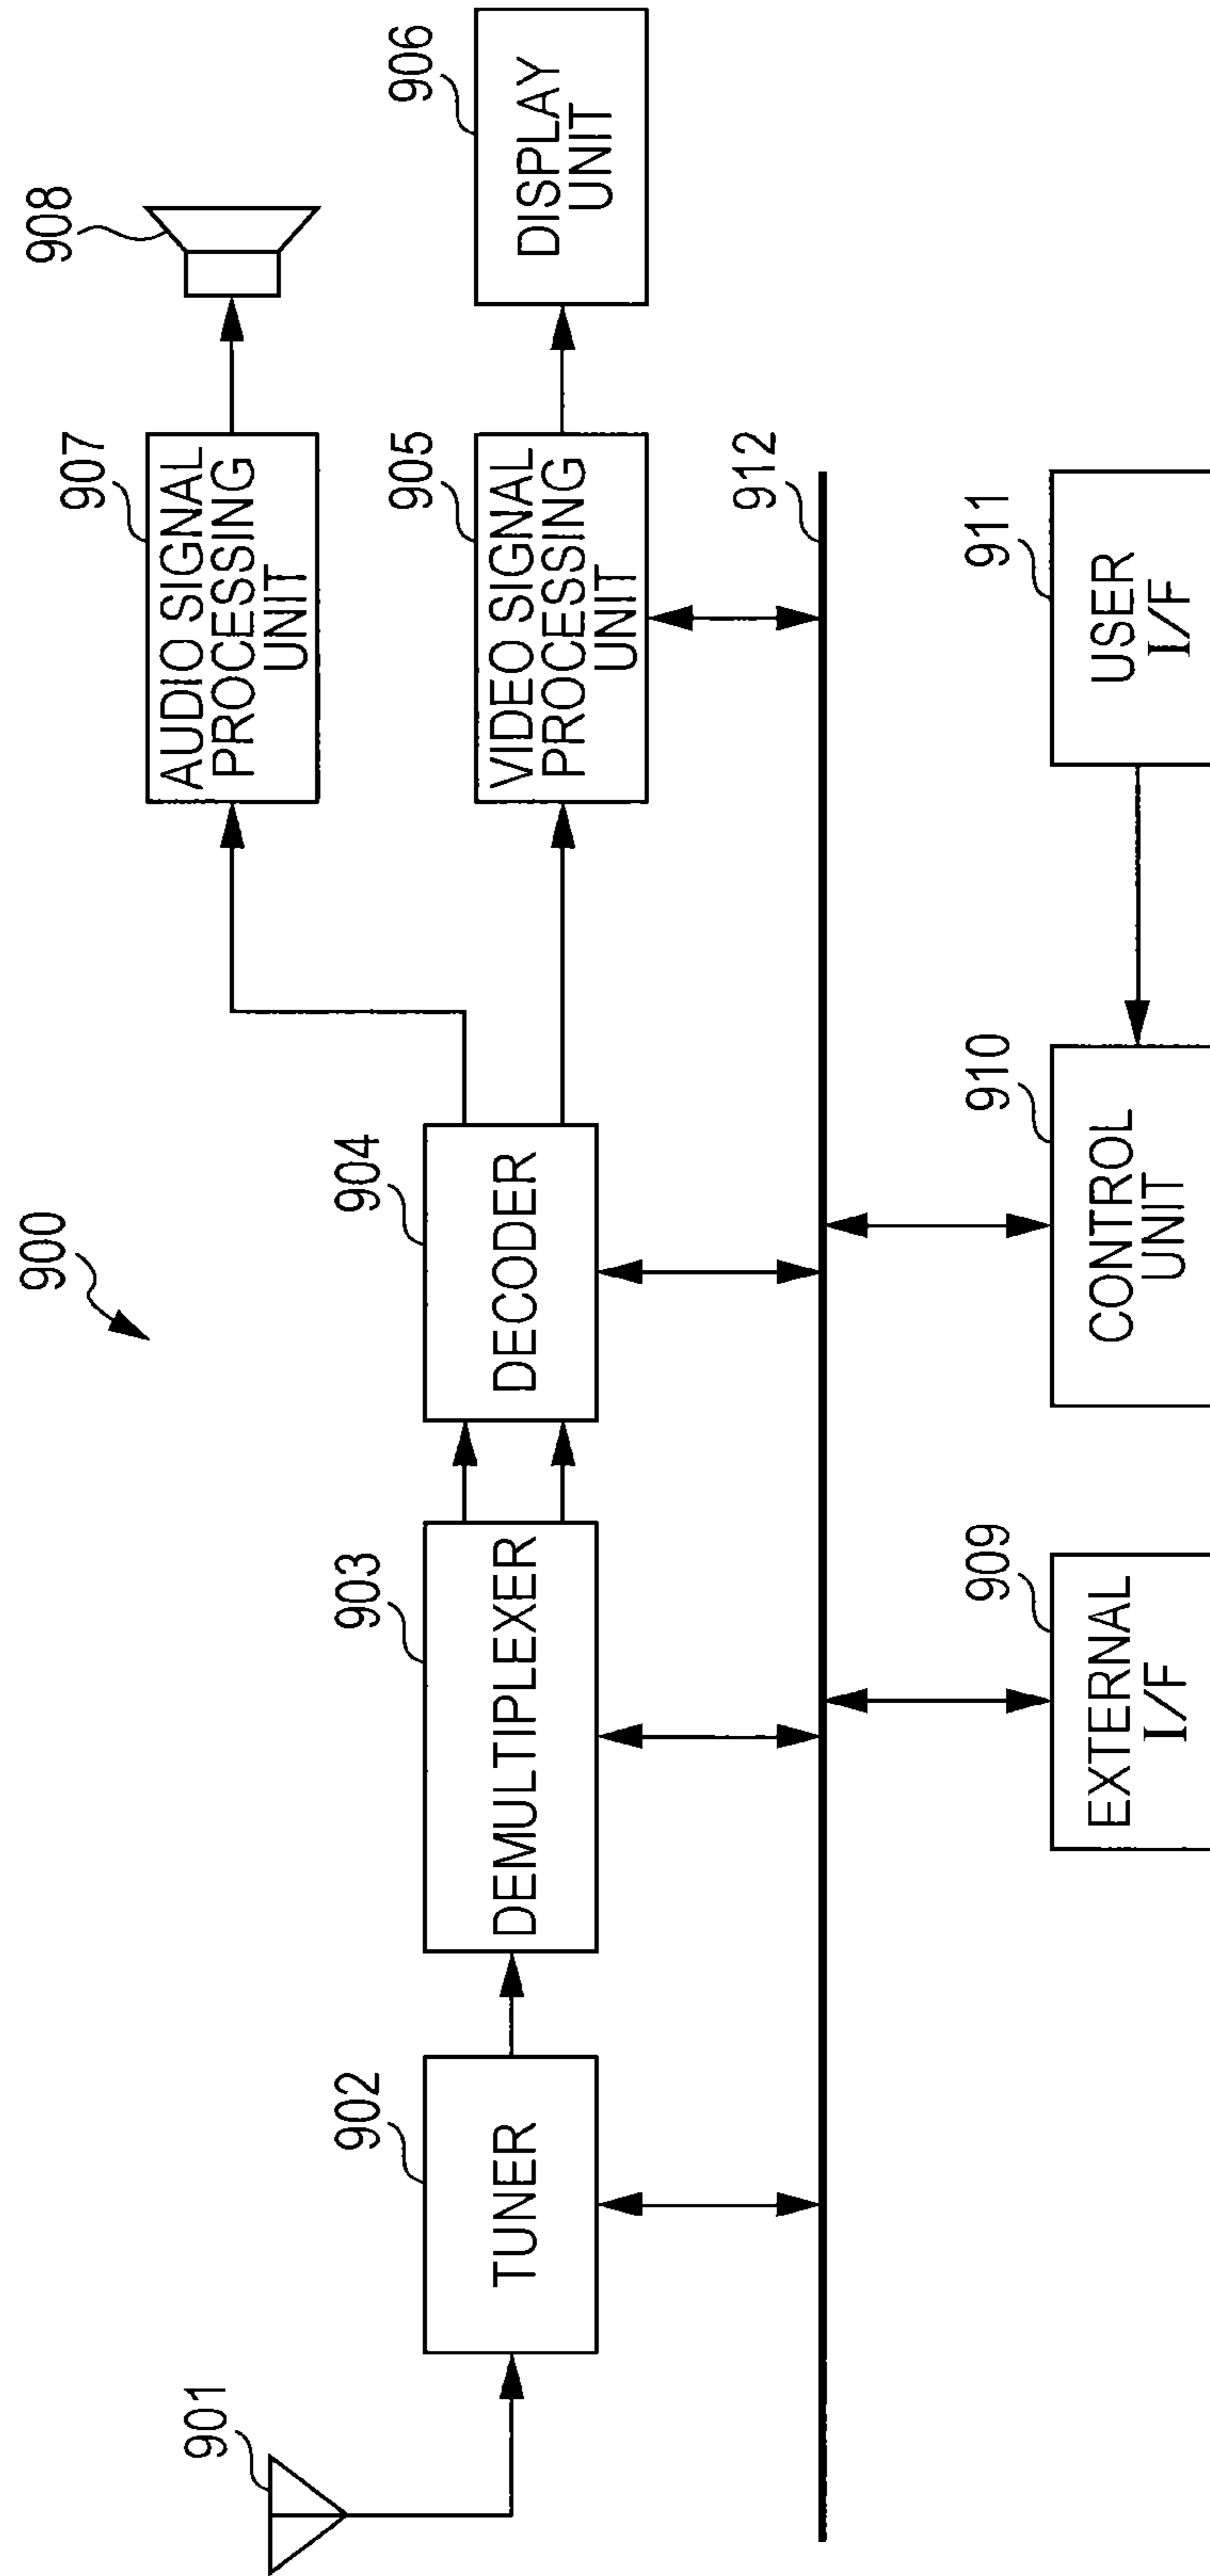 900
901
902
TUNER
903
DEMULTIPLEXER
904
DECODER
907
AUDIO SIGNAL
PROCESSING
UNIT
908
905
VIDEO SIGNAL
PROCESSING
UNIT
906
DISPLAY
UNIT
912
909
EXTERNAL
I/F
910
CONTROL
UNIT
911
USER
I/F